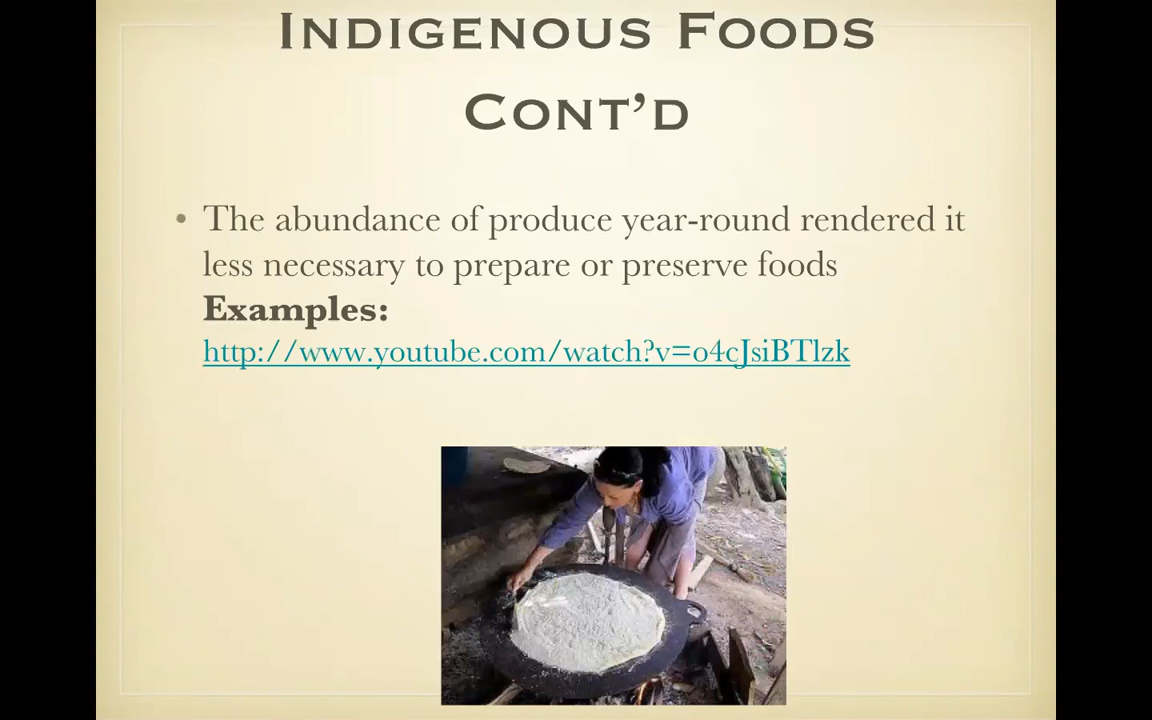 Indigenous Foods
Cont’d
• The abundance of produce year-round rendered it
less necessary to prepare or preserve foods
Examples:
http://www.youtube.com/watch?v=o4cJsiBTlzk